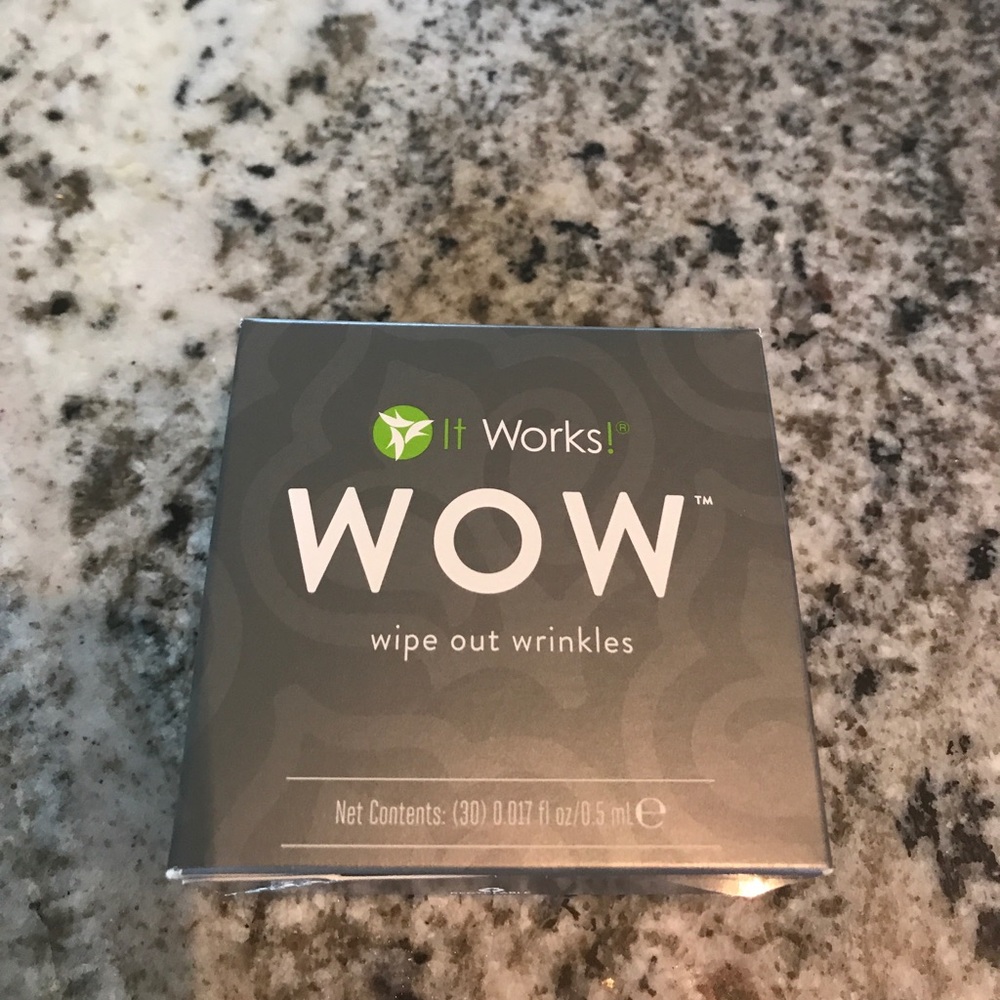 It Works!®
WOW™
wipe out wrinkles
Net Contents: (30) 0.017 fl oz/0.5 mL ℮